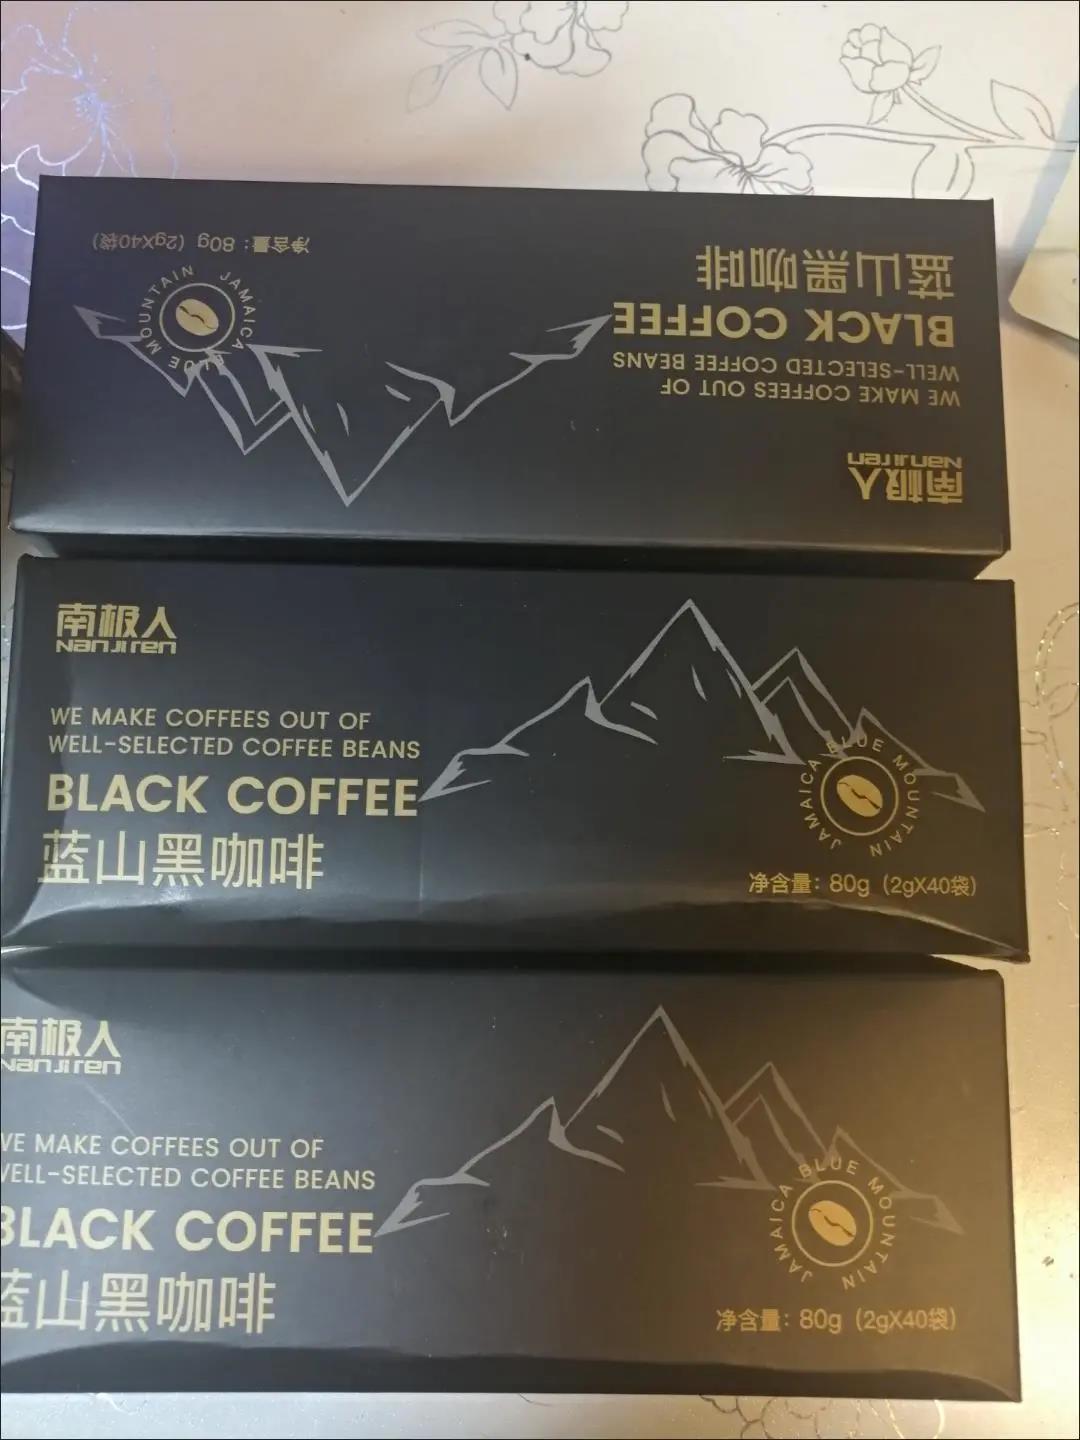 净含量：80g（2gX40袋）
JAMAICA BLUE MOUNTAIN
蓝山黑咖啡
BLACK COFFEE
WELL-SELECTED COFFEE BEANS
WE MAKE COFFEES OUT OF
Nanjiren
南极人
南极人
Nanjiren
WE MAKE COFFEES OUT OF
WELL-SELECTED COFFEE BEANS
BLACK COFFEE
蓝山黑咖啡
JAMAICA BLUE MOUNTAIN
净含量：80g（2gX40袋）
南极人
Nanjiren
WE MAKE COFFEES OUT OF
WELL-SELECTED COFFEE BEANS
BLACK COFFEE
蓝山黑咖啡
JAMAICA BLUE MOUNTAIN
净含量：80g（2gX40袋）